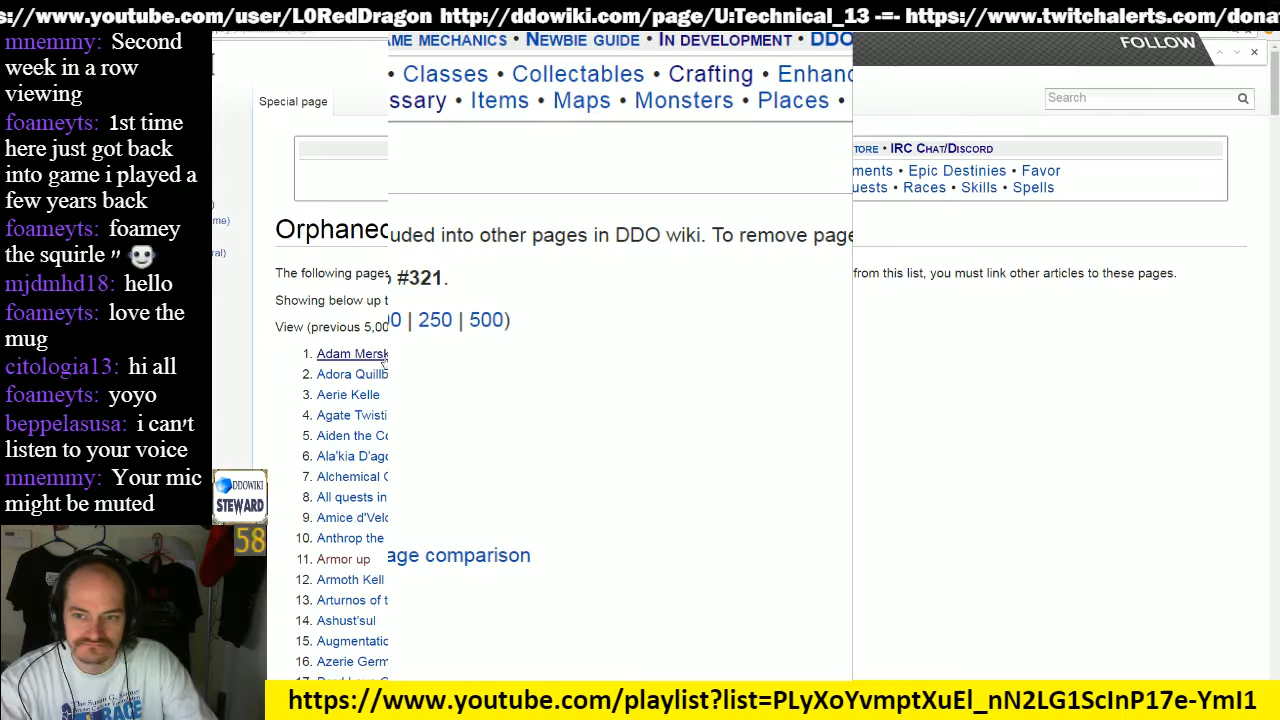 s://www.youtube.com/user/L0RedDragon http://ddowiki.com/page/U:Technical_13 -=- https://www.twitchalerts.com/dona
mnemmy: Second
week in a row
viewing
foameyts: 1st time
here just got back
into game i played a
few years back
foameyts: foamey
the squirle "
mjdmhd18: hello
foameyts: love the
mug
citologia13: hi all
foameyts: yoyo
beppelasusa: i can't
listen to your voice
mnemmy: Your mic
might be muted
DDOWIKI
STEWARD
58
me)
ral)
Special page
FOLLOW
Search
AME MECHANICS • NEWBIE GUIDE • IN DEVELOPMENT • DDO
• Classes • Collectables • Crafting • Enhanc
ssary • Items • Maps • Monsters • Places •
TORE • IRC CHAT/DISCORD
ments • Epic Destinies • Favor
uests • Races • Skills • Spells
Orphaned
The following pages
uded into other pages in DDO wiki. To remove page
from this list, you must link other articles to these pages.
Showing below up t
#321.
View (previous 5,00
0 | 250 | 500)
1. Adam Mersk
2. Adora Quillb
3. Aerie Kelle
4. Agate Twisti
5. Aiden the Co
6. Ala'kia D'ago
7. Alchemical C
8. All quests in
9. Amice d'Velo
10. Anthrop the
11. Armor up
12. Armoth Kell
13. Arturnos of t
14. Ashust'sul
15. Augmentatio
16. Azerie Germ
age comparison
https://www.youtube.com/playlist?list=PLyXoYvmptXuEl_nN2LG1ScInP17e-YmI1